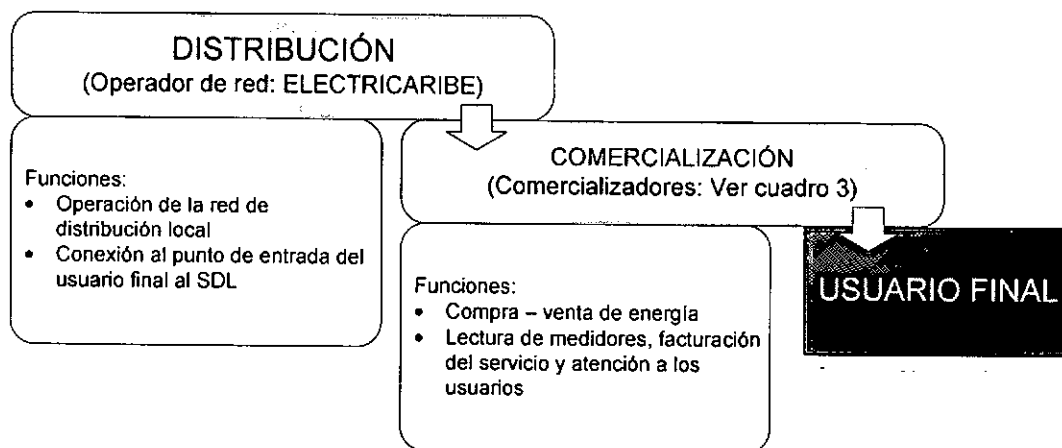 DISTRIBUCIÓN
(Operador de red: ELECTRICARIBE)
Funciones:
• Operación de la red de
distribución local
• Conexión al punto de entrada del
usuario final al SDL
COMERCIALIZACIÓN
(Comercializadores: Ver cuadro 3)
Funciones:
• Compra – venta de energía
• Lectura de medidores, facturación
del servicio y atención a los
usuarios
USUARIO FINAL